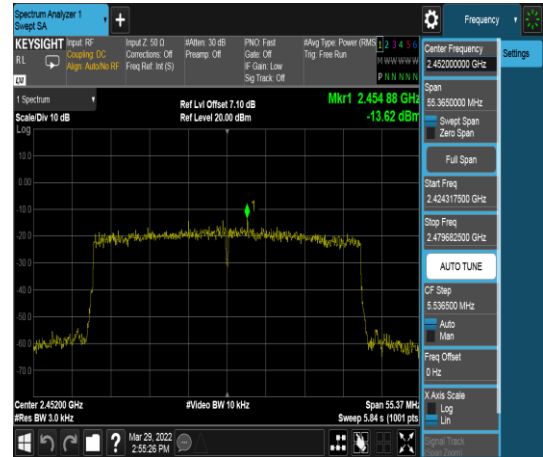 Spectrum Analyzer 1
Swept SA
Frequency
KEYSIGHT
Input: RF
Input Z: 50 Ω
#Atten: 30 dB
PNO: Fast
#Avg Type: Power (RMS
1 2 3 4 5 6
RL
Coupling: DC
Corrections: Off
Preamp: Off
Gate: Off
Trig: Free Run
M W W W W W
Align: Auto/No RF
Freq Ref: Int (S)
IF Gain: Low
Sig Track: Off
P N N N N N
LXI
1 Spectrum
Ref Lvl Offset 7.10 dB
Mkr1 2.454 88 GHz
Scale/Div 10 dB
Ref Level 20.00 dBm
-13.62 dBm
Log
10.0
0.00
-10.0
1
-20.0
-30.0
-40.0
-50.0
-60.0
-70.0
Center 2.45200 GHz
#Video BW 10 kHz
Span 55.37 MHz
#Res BW 3.0 kHz
Sweep 5.84 s (1001 pts)
Mar 29, 2022
2:55:26 PM
Center Frequency
2.452000000 GHz
Settings
Span
55.3650000 MHz
Swept Span
Zero Span
Full Span
Start Freq
2.424317500 GHz
Stop Freq
2.479682500 GHz
AUTO TUNE
CF Step
5.536500 MHz
Auto
Man
Freq Offset
0 Hz
X Axis Scale
Log
Lin
Signal Track
(Span Zoom)